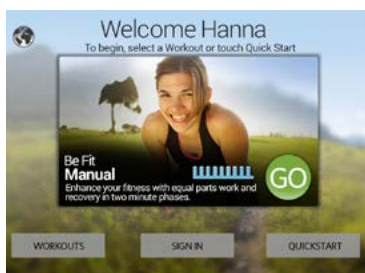 Welcome Hanna
To begin, select a Workout or touch Quick Start
Be Fit
Manual
Enhance your fitness with equal parts work and
recovery in two minute phases.
GO
WORKOUTS
SIGN IN
QUICKSTART